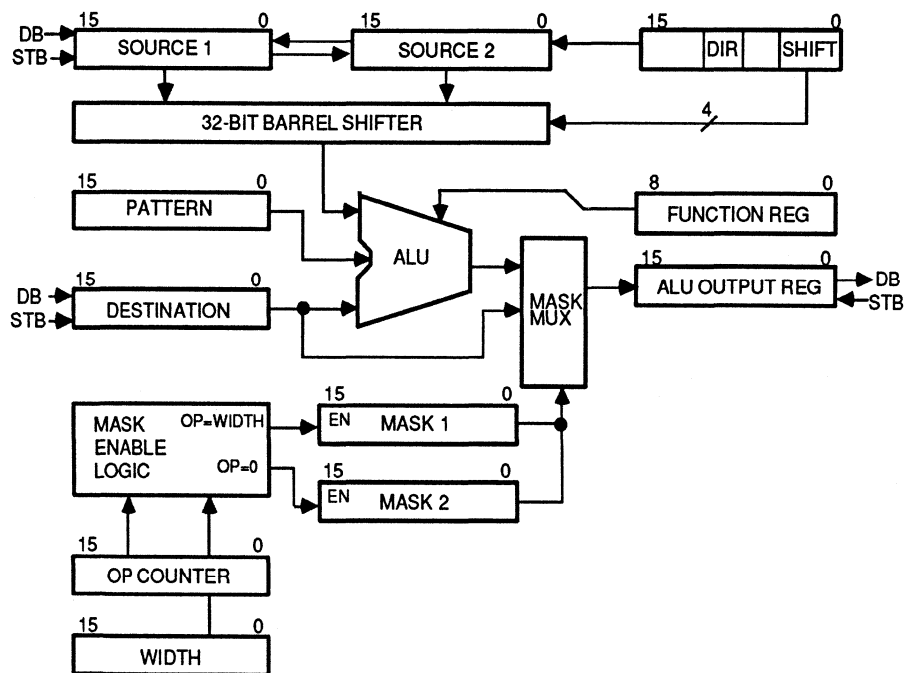 15 0 15 0 15 0
DB
STB
SOURCE 1
SOURCE 2
DIR
SHIFT
32-BIT BARREL SHIFTER
4
15 0
PATTERN
8 0
FUNCTION REG
ALU
15 0
DB
STB
DESTINATION
MASK
MUX
15 0
ALU OUTPUT REG
DB
STB
MASK
ENABLE
LOGIC
OP=WIDTH
OP=0
15 0
EN
MASK 1
15 0
EN
MASK 2
15 0
OP COUNTER
15 0
WIDTH